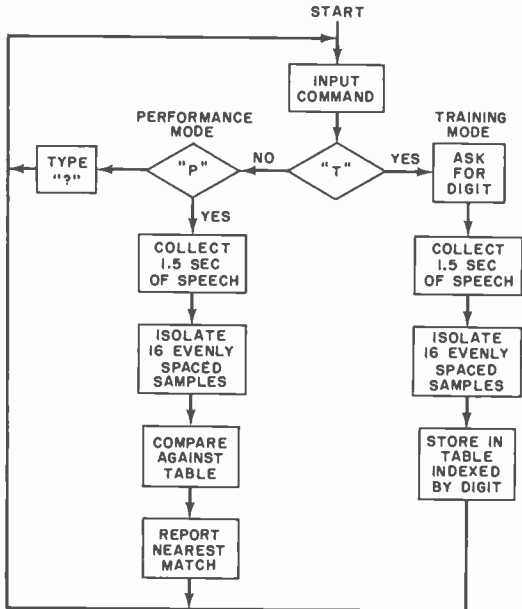 START
INPUT
COMMAND
PERFORMANCE
MODE
TRAINING
MODE
TYPE
"?"
"P"
NO
"T"
YES
ASK
FOR
DIGIT
YES
COLLECT
1.5 SEC
OF SPEECH
ISOLATE
16 EVENLY
SPACED
SAMPLES
COMPARE
AGAINST
TABLE
REPORT
NEAREST
MATCH
COLLECT
1.5 SEC
OF SPEECH
ISOLATE
16 EVENLY
SPACED
SAMPLES
STORE IN
TABLE
INDEXED
BY DIGIT